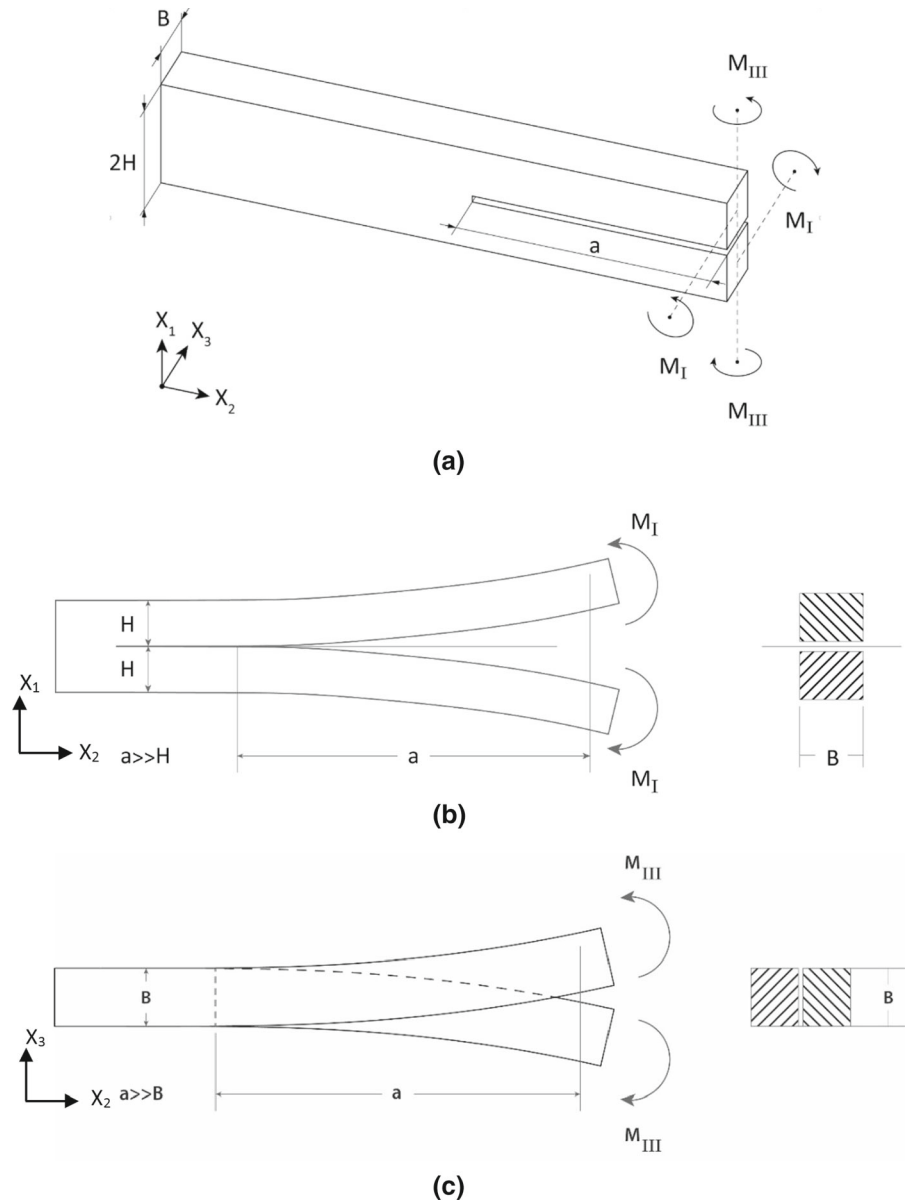 B
M_III
2H
M_I
a
X_1
X_3
M_I
X_2
M_III
(a)
M_I
H
H
X_1
X_2
a>>H
a
B
M_I
(b)
M_III
B
B
X_3
X_2
a>>B
a
M_III
(c)